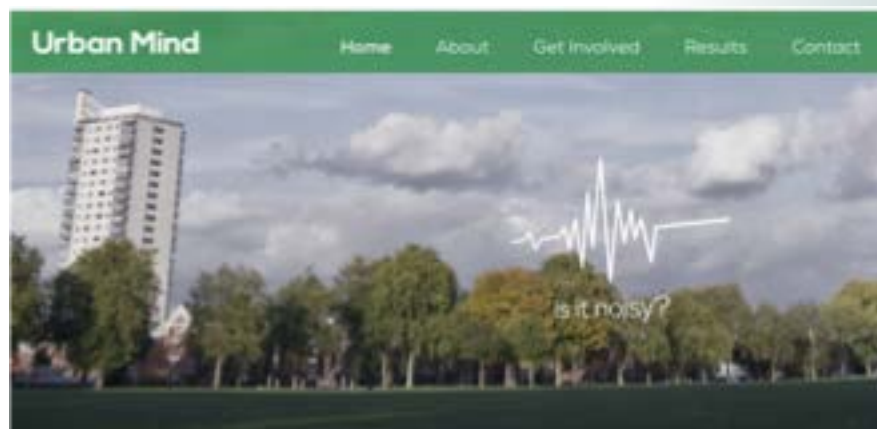 Urban Mind Home About Get Involved Results Contact
is it noisy?